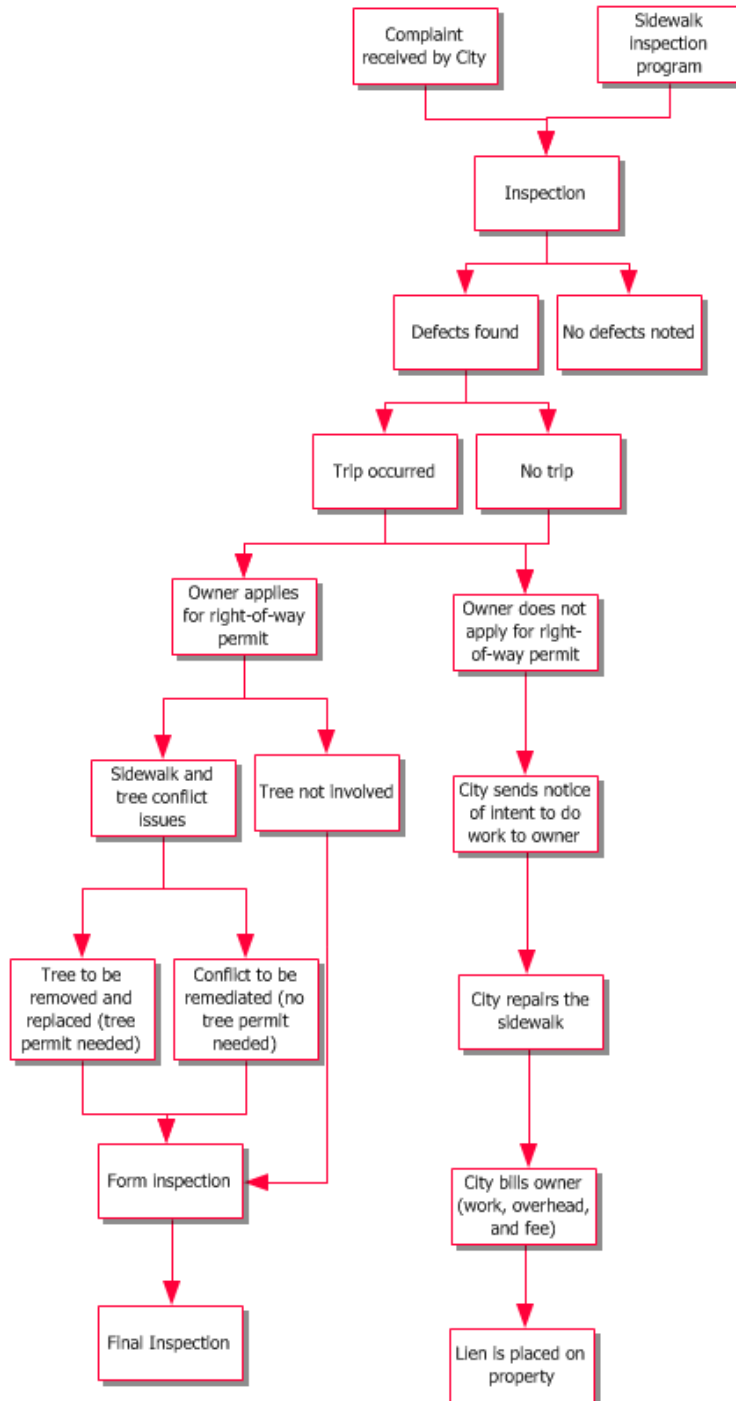 Complaint
received by City
Sidewalk
inspection
program
Inspection
Defects found
No defects noted
Trip occurred
No trip
Owner applies
for right-of-way
permit
Owner does not
apply for right-
of-way permit
Sidewalk and
tree conflict
issues
Tree not involved
City sends notice
of intent to do
work to owner
Tree to be
removed and
replaced (tree
permit needed)
Conflict to be
remediated (no
tree permit
needed)
City repairs the
sidewalk
Form inspection
City bills owner
(work, overhead,
and fee)
Final Inspection
Lien is placed on
property